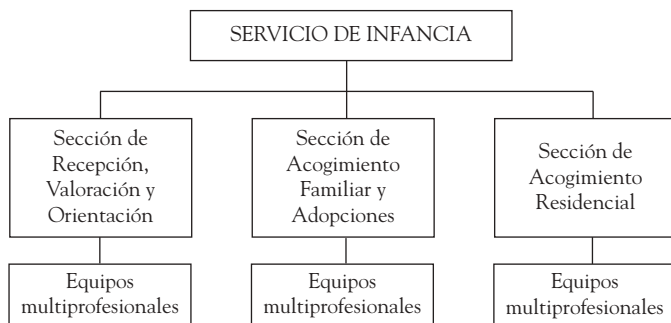 SERVICIO DE INFANCIA
Sección de
Recepción,
Valoración y
Orientación
Sección de
Acogimiento
Familiar y
Adopciones
Sección de
Acogimiento
Residencial
Equipos
multiprofesionales
Equipos
multiprofesionales
Equipos
multiprofesionales